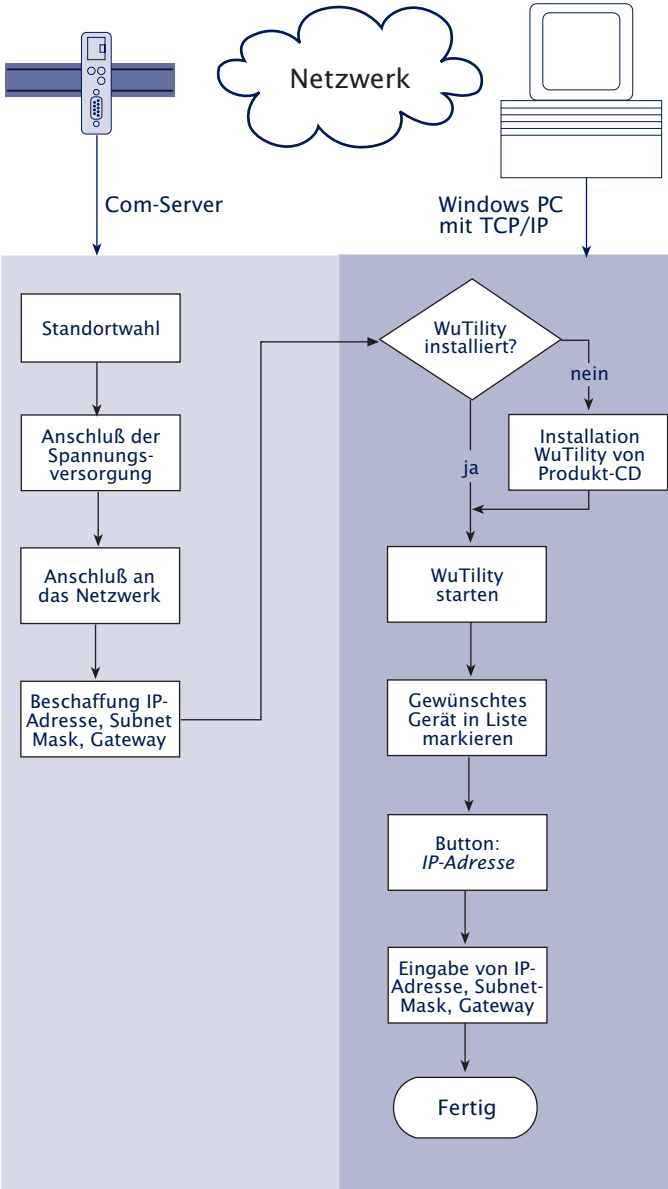 Netzwerk
Com-Server
Windows PC
mit TCP/IP
Standortwahl
Anschluß der
Spannungs-
versorgung
Anschluß an
das Netzwerk
Beschaffung IP-
Adresse, Subnet
Mask, Gateway
WuTility
installiert?
nein
ja
Installation
WuTility von
Produkt-CD
WuTility
starten
Gewünschtes
Gerät in Liste
markieren
Button:
IP-Adresse
Eingabe von IP-
Adresse, Subnet-
Mask, Gateway
Fertig